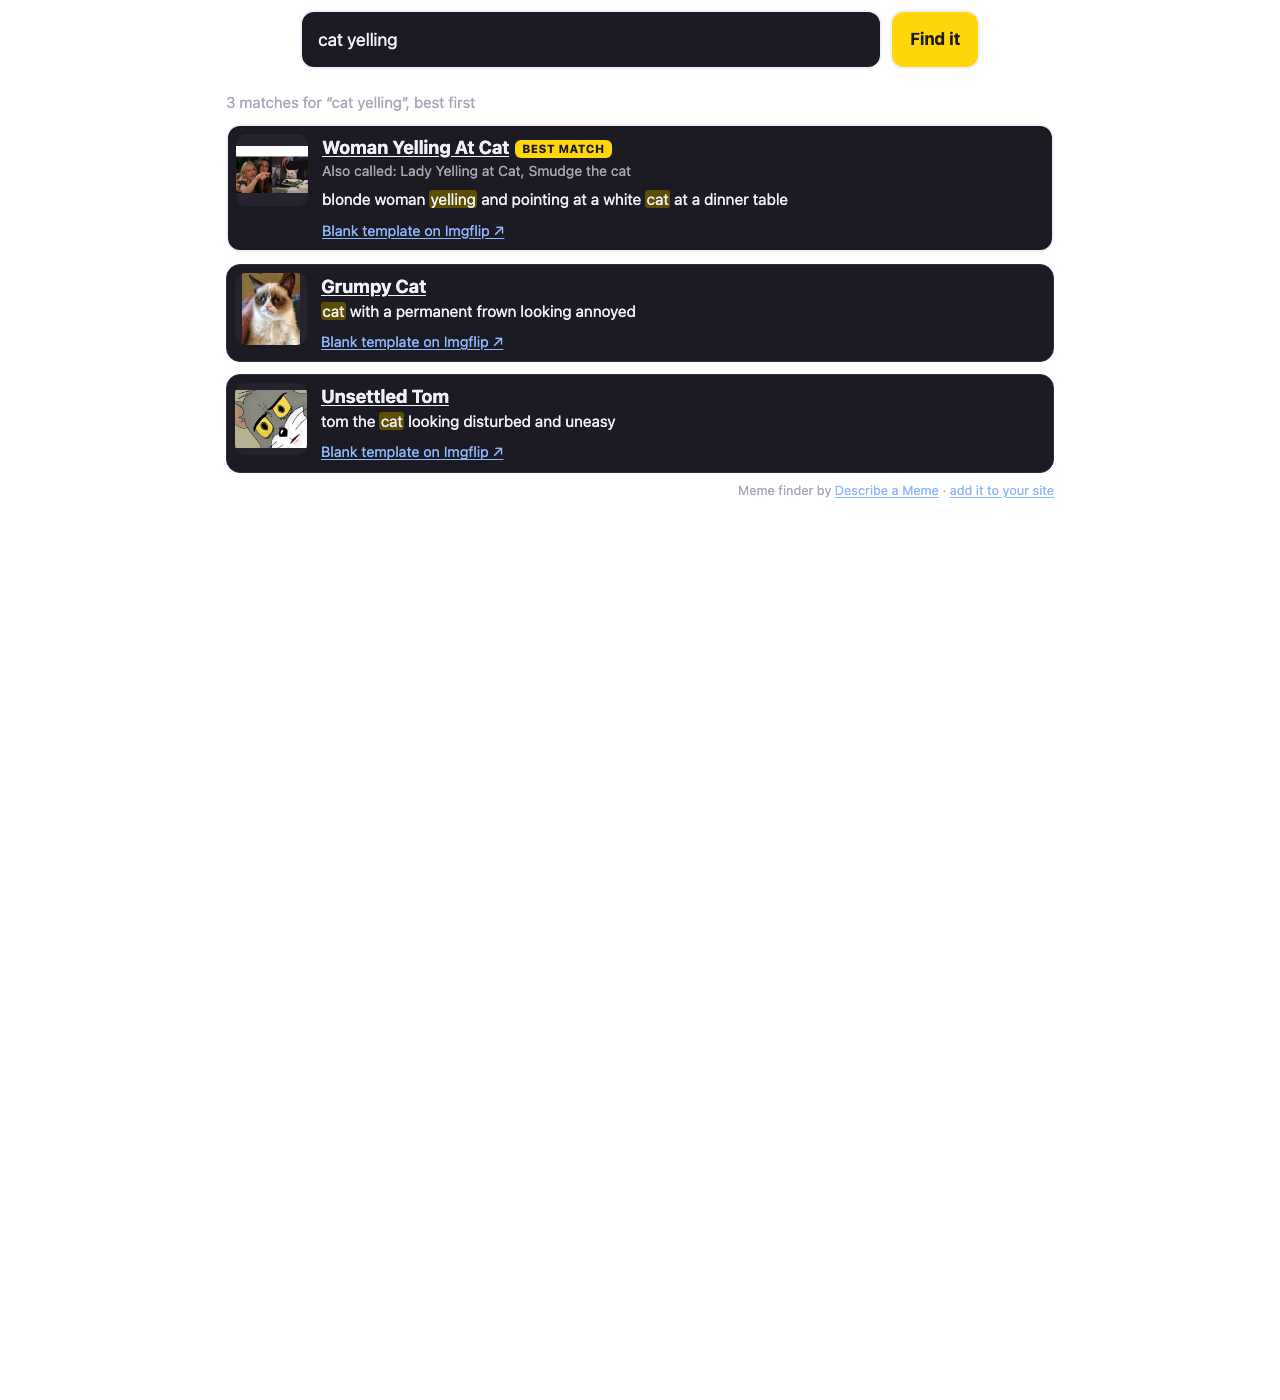 cat yelling
Find it
3 matches for “cat yelling”, best first
Woman Yelling At Cat BEST MATCH
Also called: Lady Yelling at Cat, Smudge the cat
blonde woman yelling and pointing at a white cat at a dinner table
Blank template on Imgflip ↗
Grumpy Cat
cat with a permanent frown looking annoyed
Blank template on Imgflip ↗
Unsettled Tom
tom the cat looking disturbed and uneasy
Blank template on Imgflip ↗
Meme finder by Describe a Meme · add it to your site